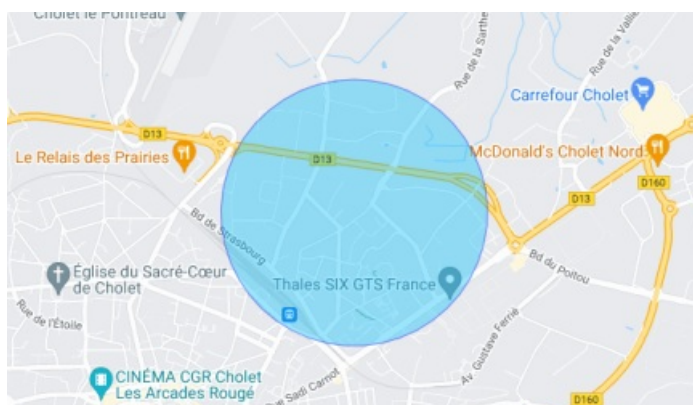 Cholet le Pontreau
Rue de la Sarthe
Rue de la Vallée
Carrefour Cholet
D13
Le Relais des Prairies
D13
McDonald's Cholet Nord
D160
D13
Bd de Strasbourg
Bd du Poitou
Église du Sacré-Cœur
de Cholet
Thales SIX GTS France
Rue de l'Étoile
Av. Gustave Ferrié
CINÉMA CGR Cholet
Les Arcades Rougé
Rue Sadi Carnot
D160